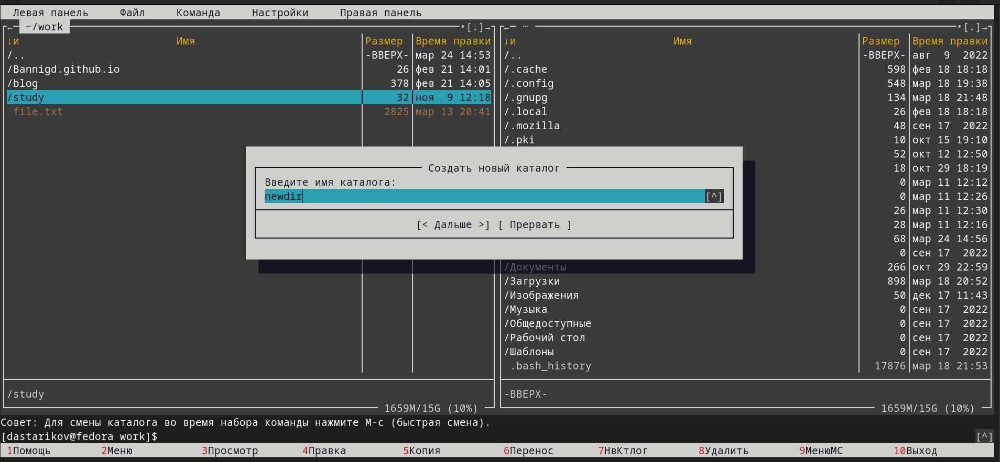 Левая панель Файл Команда Настройки Правая панель
←─ ~/work •[↓]→
↓и Имя Размер Время правки
/.. -ВВЕРХ- мар 24 14:53
/Bannigd.github.io 26 фев 21 14:01
/blog 378 фев 21 14:05
/study 32 ноя 9 12:18
file.txt 2825 мар 13 20:41
/study
1659M/15G (10%)
←─ ~ •[↓]→
↓и Имя Размер Время правки
/.. -ВВЕРХ- авг 9 2022
/.cache 598 фев 18 18:18
/.config 548 мар 18 19:38
/.gnupg 134 мар 18 21:48
/.local 26 фев 18 18:18
/.mozilla 48 сен 17 2022
/.pki 10 окт 15 19:10
52 окт 12 12:50
18 окт 29 18:19
0 мар 11 12:12
0 мар 11 12:26
26 мар 11 12:30
28 мар 11 12:16
68 мар 24 14:56
0 сен 17 2022
/Документы 266 окт 29 22:59
/Загрузки 898 мар 18 20:52
/Изображения 50 дек 17 11:43
/Музыка 0 сен 17 2022
/Общедоступные 0 сен 17 2022
/Рабочий стол 0 сен 17 2022
/Шаблоны 0 сен 17 2022
.bash_history 17876 мар 18 21:53
-ВВЕРХ-
1659M/15G (10%)
Создать новый каталог
Введите имя каталога:
newdir [^]
[< Дальше >] [ Прервать ]
Совет: Для смены каталога во время набора команды нажмите M-c (быстрая смена).
[dastarikov@fedora work]$ [^]
1Помощь 2Меню 3Просмотр 4Правка 5Копия 6Перенос 7НвКтлог 8Удалить 9МенюMC 10Выход